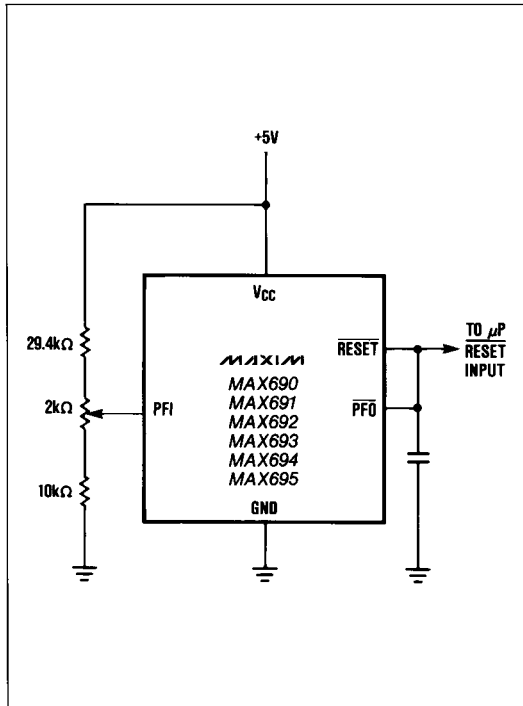 +5V
VCC
29.4kΩ
2kΩ
10kΩ
PFI
MAXIM
MAX690
MAX691
MAX692
MAX693
MAX694
MAX695
GND
RESET
PFO
TO µP
RESET
INPUT